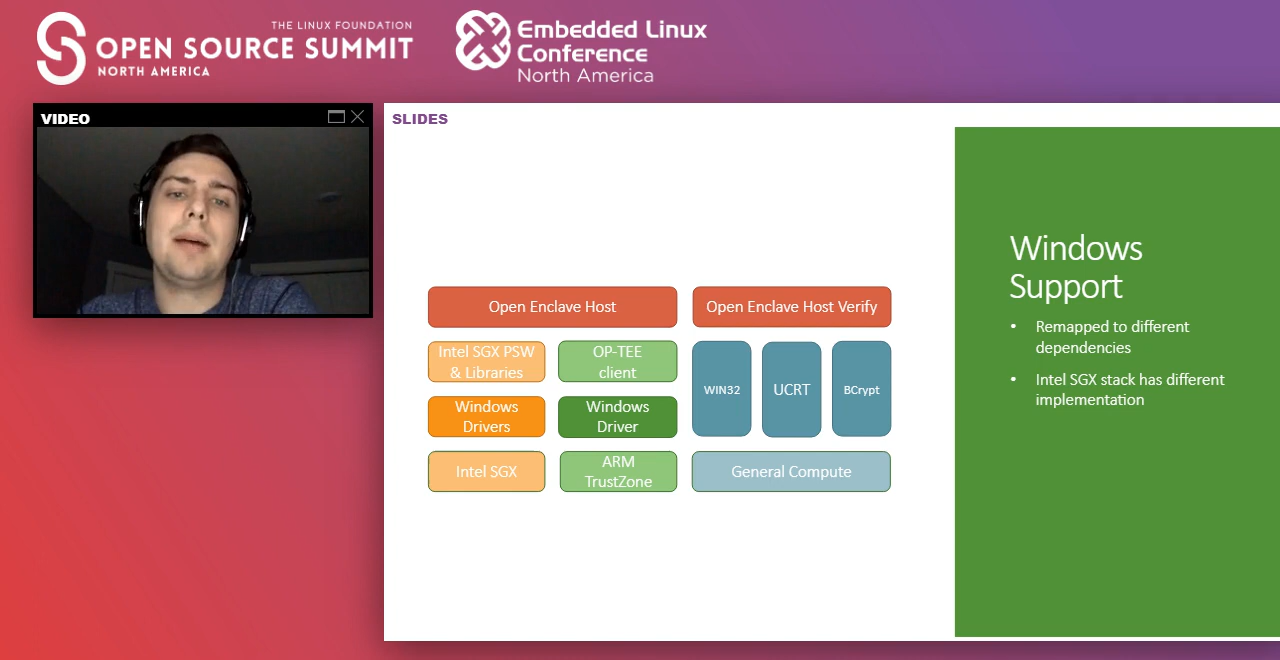 THE LINUX FOUNDATION
OPEN SOURCE SUMMIT
NORTH AMERICA
Embedded Linux
Conference
North America
VIDEO
SLIDES
Open Enclave Host
Open Enclave Host Verify
Intel SGX PSW
& Libraries
OP-TEE
client
WIN32
UCRT
BCrypt
Windows
Drivers
Windows
Driver
Intel SGX
ARM
TrustZone
General Compute
Windows
Support
• Remapped to different
dependencies
• Intel SGX stack has different
implementation